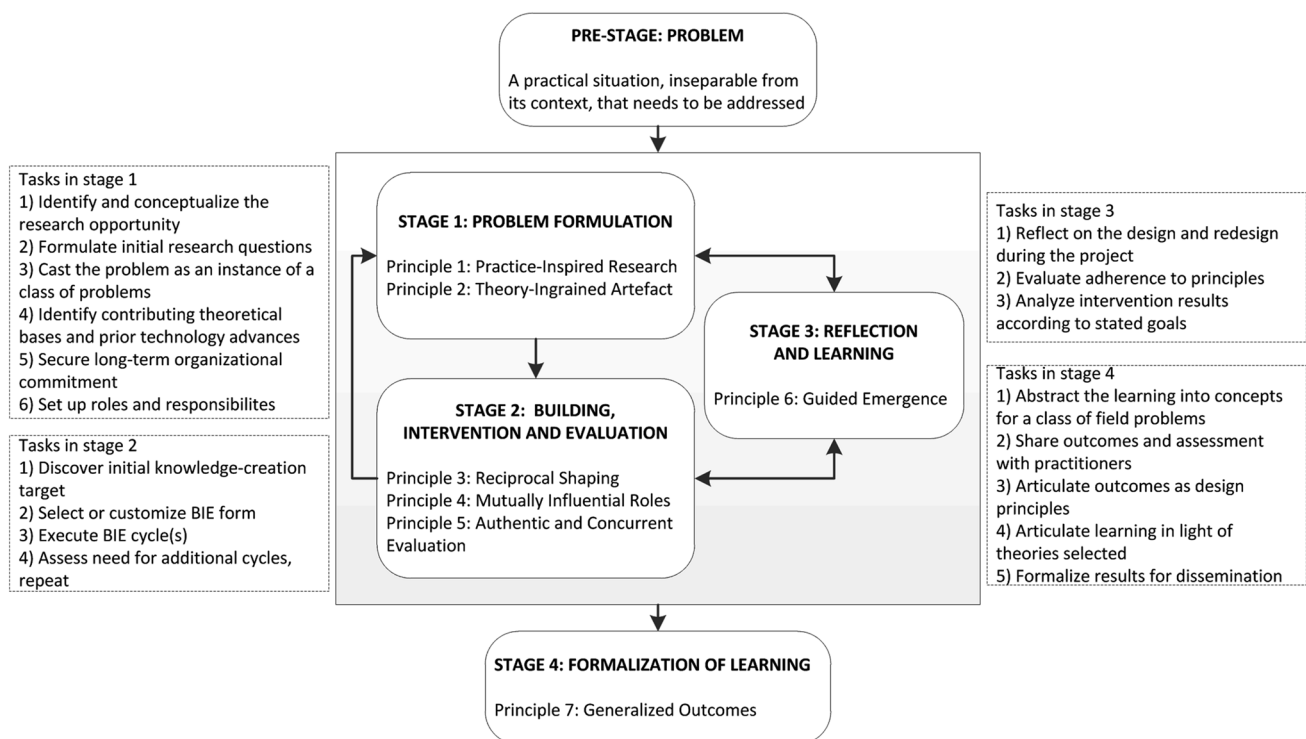 PRE-STAGE: PROBLEM
A practical situation, inseparable from
its context, that needs to be addressed
Tasks in stage 1
1) Identify and conceptualize the
research opportunity
2) Formulate initial research questions
3) Cast the problem as an instance of a
class of problems
4) Identify contributing theoretical
bases and prior technology advances
5) Secure long-term organizational
commitment
6) Set up roles and responsibilites
Tasks in stage 2
1) Discover initial knowledge-creation
target
2) Select or customize BIE form
3) Execute BIE cycle(s)
4) Assess need for additional cycles,
repeat
STAGE 1: PROBLEM FORMULATION
Principle 1: Practice-Inspired Research
Principle 2: Theory-Ingrained Artefact
STAGE 2: BUILDING,
INTERVENTION AND EVALUATION
Principle 3: Reciprocal Shaping
Principle 4: Mutually Influential Roles
Principle 5: Authentic and Concurrent
Evaluation
STAGE 3: REFLECTION
AND LEARNING
Principle 6: Guided Emergence
Tasks in stage 3
1) Reflect on the design and redesign
during the project
2) Evaluate adherence to principles
3) Analyze intervention results
according to stated goals
Tasks in stage 4
1) Abstract the learning into concepts
for a class of field problems
2) Share outcomes and assessment
with practitioners
3) Articulate outcomes as design
principles
4) Articulate learning in light of
theories selected
5) Formalize results for dissemination
STAGE 4: FORMALIZATION OF LEARNING
Principle 7: Generalized Outcomes